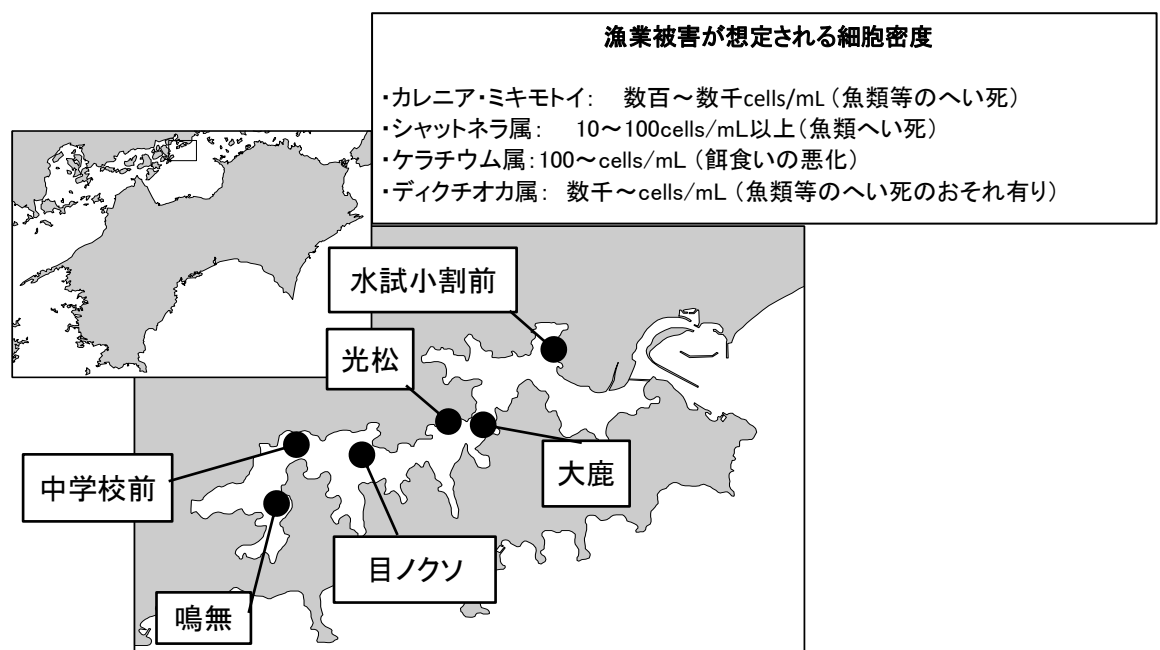 漁業被害が想定される細胞密度
・カレニア・ミキモトイ： 数百～数千cells/mL（魚類等のへい死）
・シャットネラ属： 10～100cells/mL以上（魚類へい死）
・ケラチウム属：100～cells/mL（餌食いの悪化）
・ディクチオカ属： 数千～cells/mL（魚類等のへい死のおそれ有り）
水試小割前
光松
中学校前
大鹿
目ノクソ
鳴無